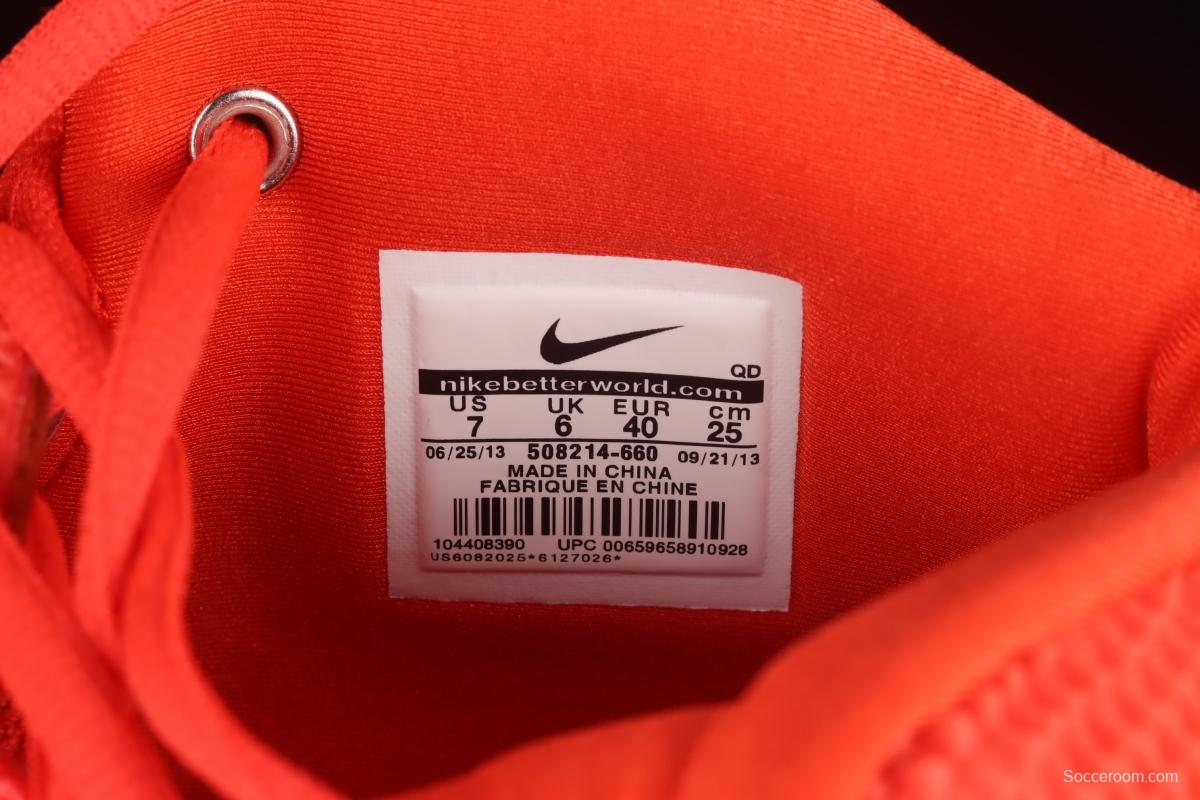 QD
nikebetterworld.com
US UK EUR cm
7 6 40 25
06/25/13 508214-660 09/21/13
MADE IN CHINA
FABRIQUE EN CHINE
104408390 UPC 00659658910928
US6082025*6127026*
Socceroom.com